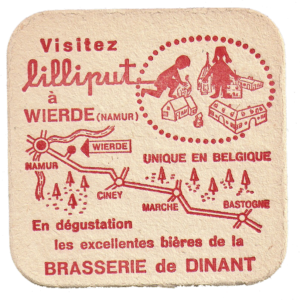 Visitez
lilliput
à
WIERDE (NAMUR)
WIERDE
NAMUR
UNIQUE EN BELGIQUE
CINEY
MARCHE
BASTOGNE
En dégustation
les excellentes bières de la
BRASSERIE de DINANT